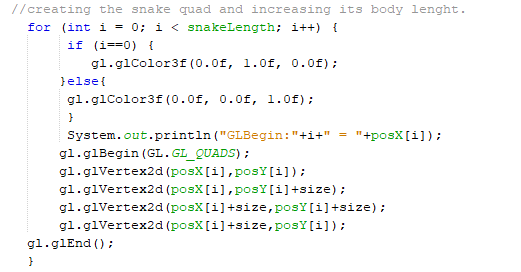 //creating the snake quad and increasing its body lenght.
for (int i = 0; i < snakeLength; i++) {
if (i==0) {
gl.glColor3f(0.0f, 1.0f, 0.0f);
}else{
gl.glColor3f(0.0f, 0.0f, 1.0f);
}
System.out.println("GLBegin:"+i+" = "+posX[i]);
gl.glBegin(GL.GL_QUADS);
gl.glVertex2d(posX[i],posY[i]);
gl.glVertex2d(posX[i],posY[i]+size);
gl.glVertex2d(posX[i]+size,posY[i]+size);
gl.glVertex2d(posX[i]+size,posY[i]);
gl.glEnd();
}